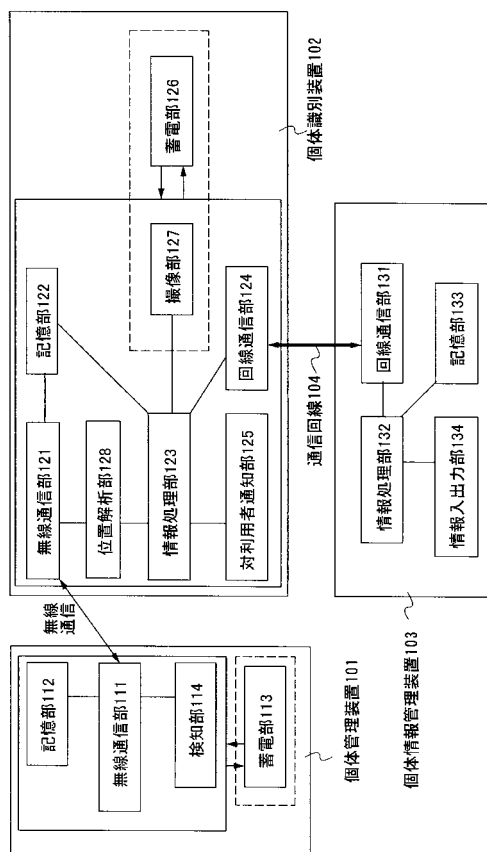 記憶部112
無線通信部111
検知部114
蓄電部113
個体管理装置101
無線
通信
無線通信部121
記憶部122
位置解析部128
情報処理部123
撮像部127
蓄電部126
対利用者通知部125
回線通信部124
個体識別装置102
通信回線104
情報処理部132
回線通信部131
情報入出力部134
記憶部133
個体情報管理装置103